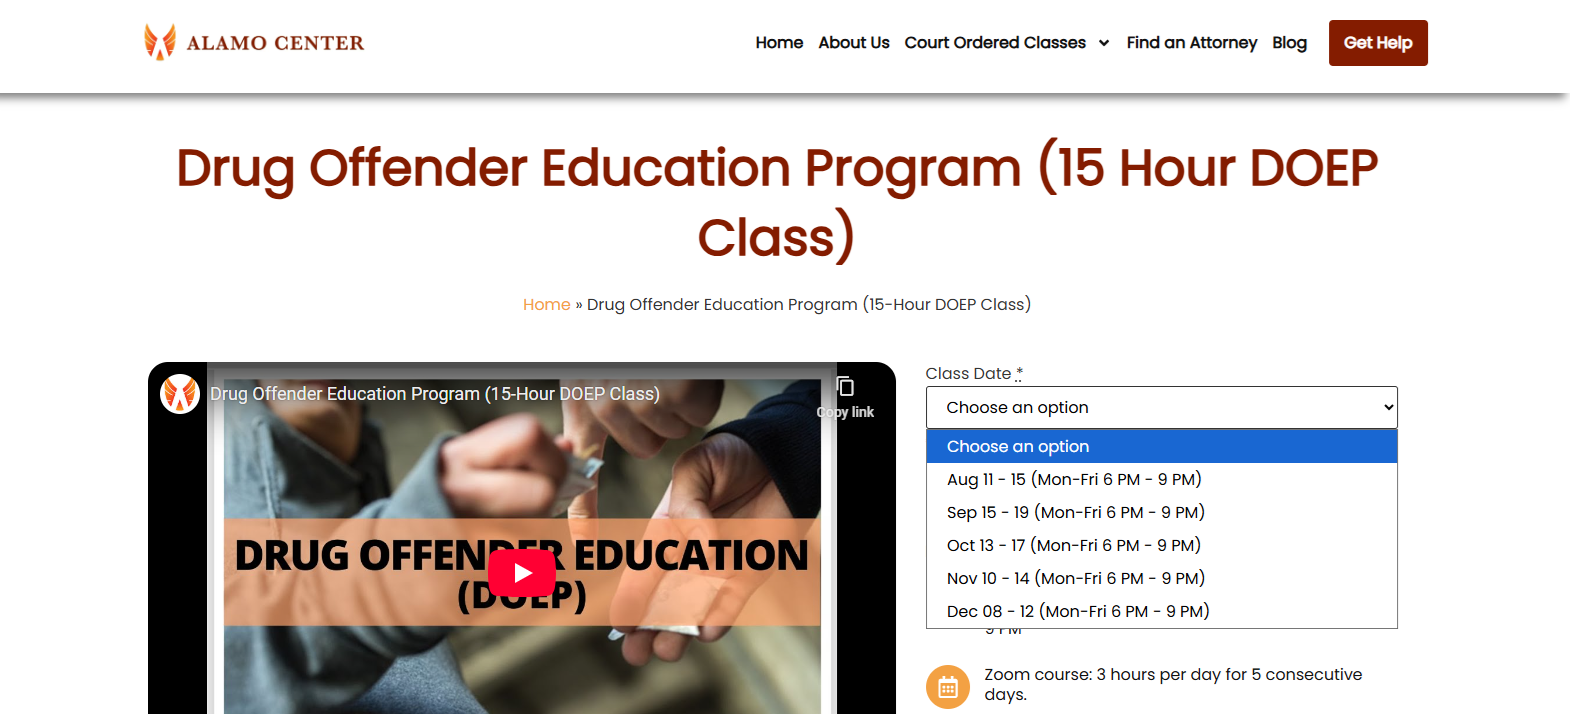 ALAMO CENTER
Home About Us Court Ordered Classes Find an Attorney Blog Get Help
Drug Offender Education Program (15 Hour DOEP
Class)
Home » Drug Offender Education Program (15-Hour DOEP Class)
Drug Offender Education Program (15-Hour DOEP Class)
Copy link
DRUG OFFENDER EDUCATION
(DOEP)
Class Date *
Choose an option
Choose an option
Aug 11 - 15 (Mon-Fri 6 PM - 9 PM)
Sep 15 - 19 (Mon-Fri 6 PM - 9 PM)
Oct 13 - 17 (Mon-Fri 6 PM - 9 PM)
Nov 10 - 14 (Mon-Fri 6 PM - 9 PM)
Dec 08 - 12 (Mon-Fri 6 PM - 9 PM)
9 PM
Zoom course: 3 hours per day for 5 consecutive
days.